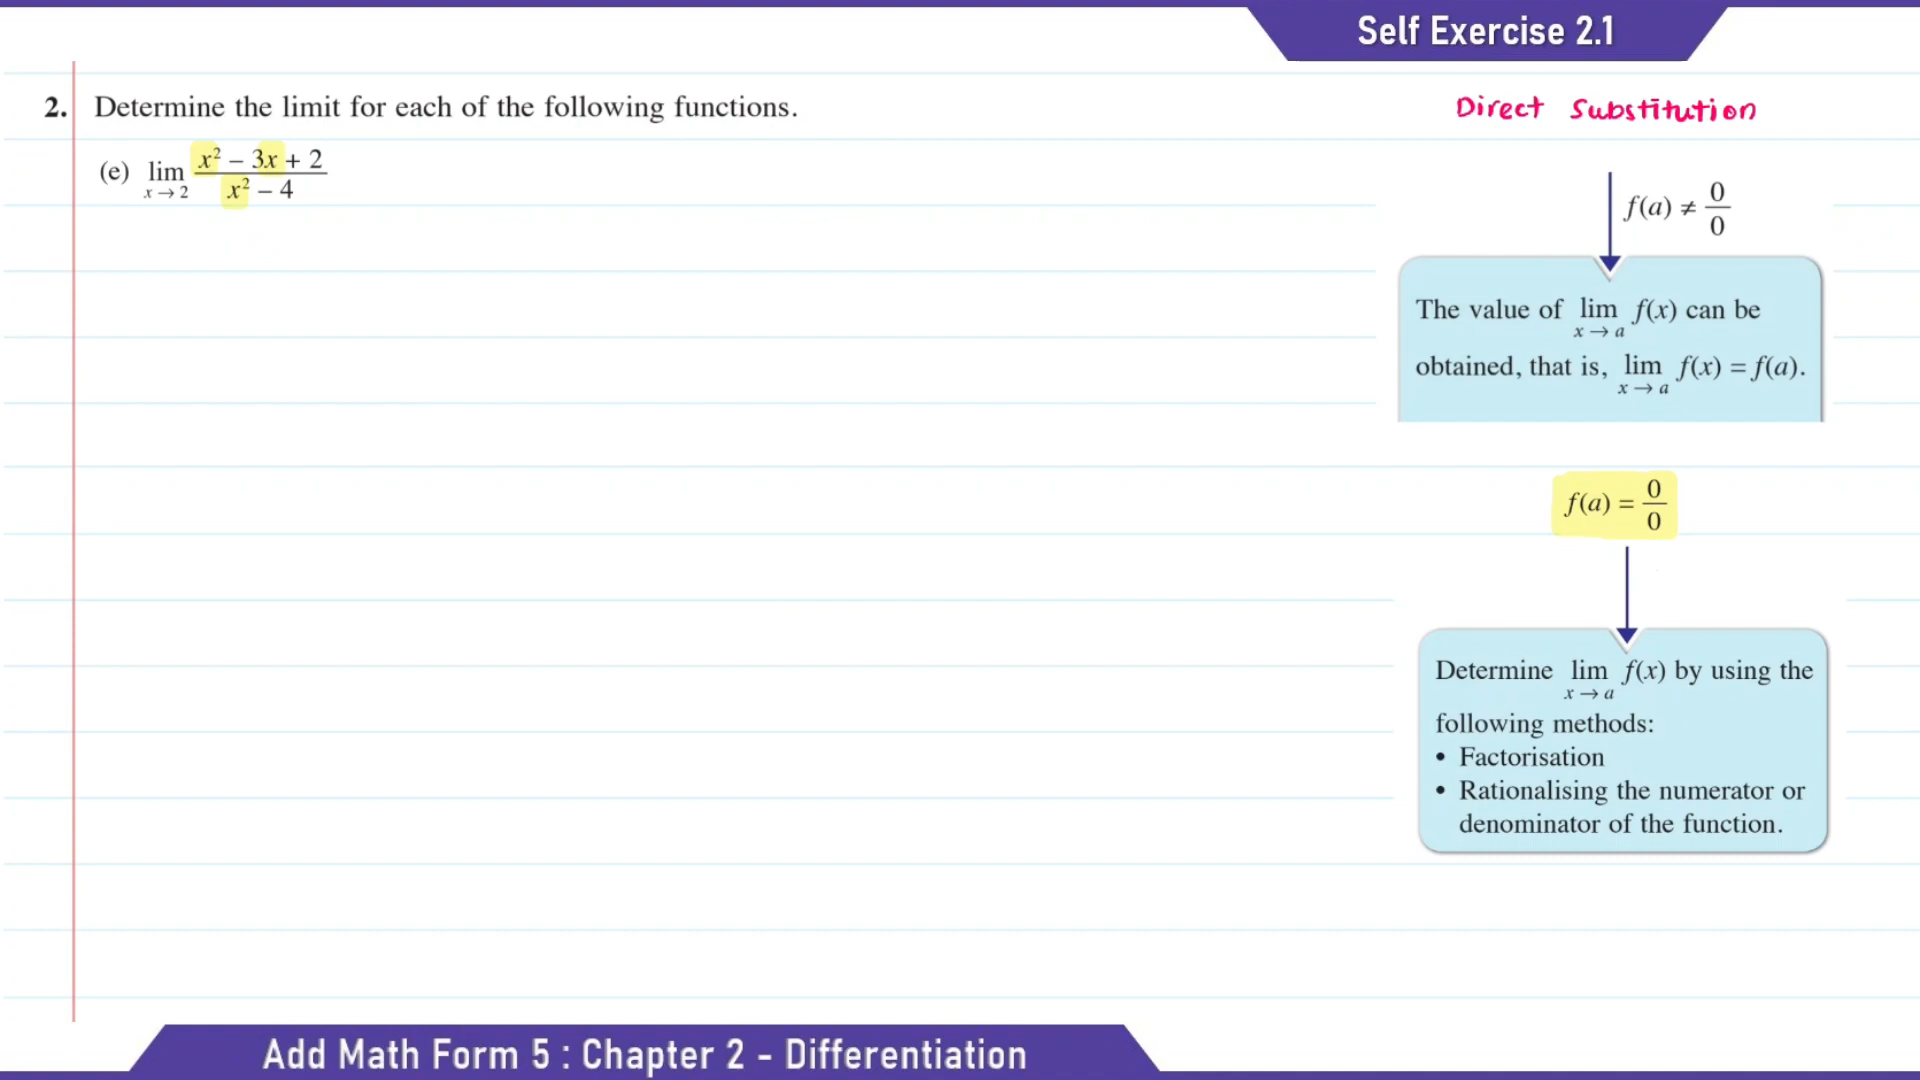 Self Exercise 2.1
2. Determine the limit for each of the following functions.
(e) lim x → 2 x² – 3x + 2 / x² – 4
Direct Substitution
f(a) ≠ 0/0
The value of lim x → a f(x) can be
obtained, that is, lim x → a f(x) = f(a).
f(a) = 0/0
Determine lim x → a f(x) by using the
following methods:
• Factorisation
• Rationalising the numerator or
denominator of the function.
Add Math Form 5 : Chapter 2 - Differentiation